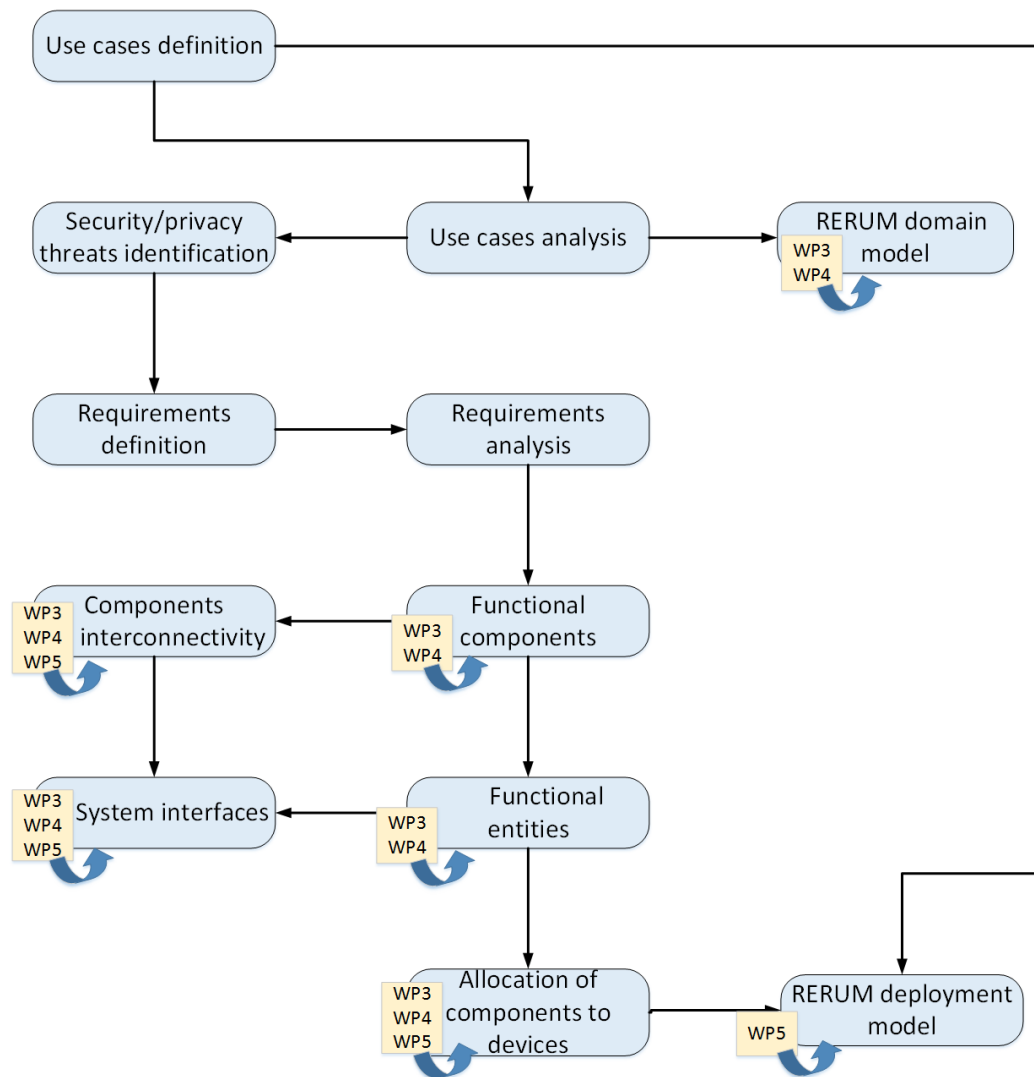 Use cases definition
Security/privacy
threats identification
Use cases analysis
RERUM domain
model
WP3
WP4
Requirements
definition
Requirements
analysis
Components
interconnectivity
WP3
WP4
WP5
Functional
components
WP3
WP4
System interfaces
WP3
WP4
WP5
Functional
entities
WP3
WP4
Allocation of
components to
devices
WP3
WP4
WP5
RERUM deployment
model
WP5